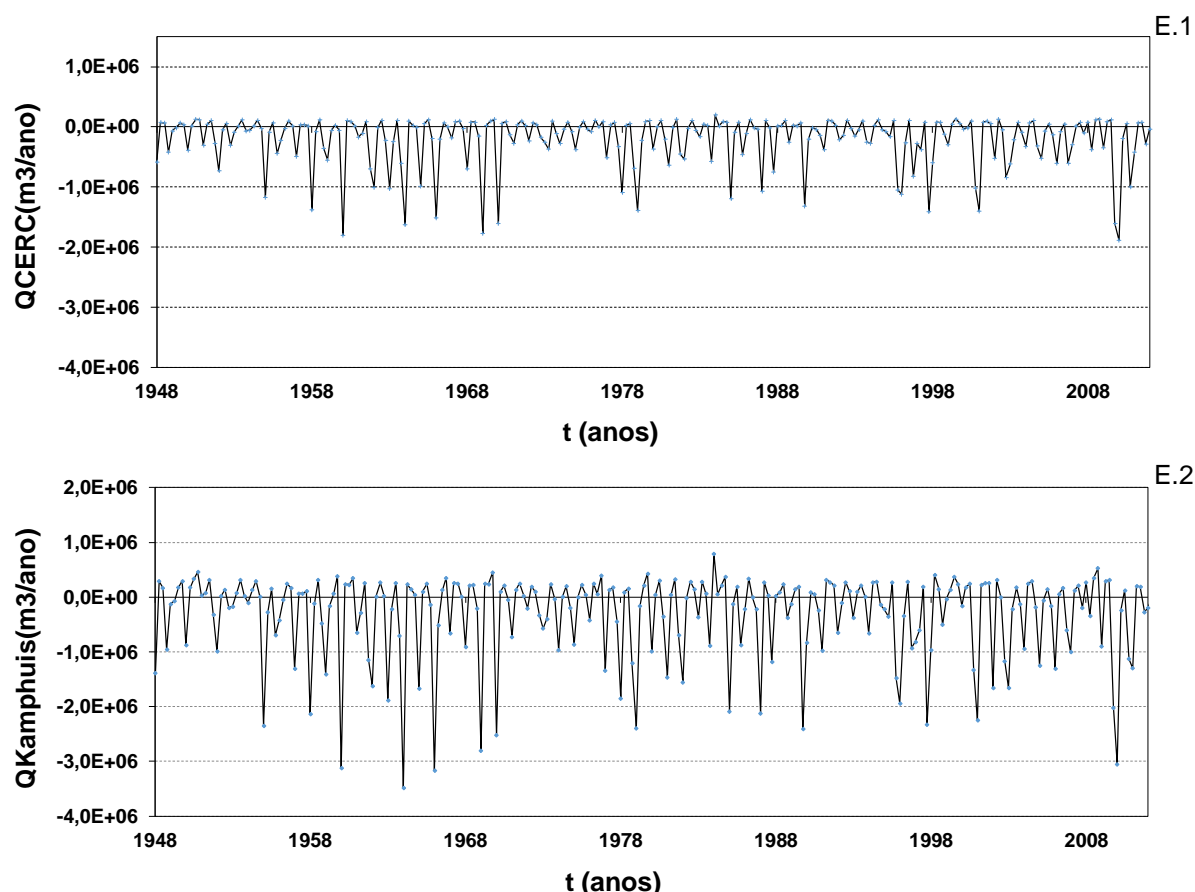 E.1
QCERC(m3/ano)
1,0E+06
0,0E+00
-1,0E+06
-2,0E+06
-3,0E+06
-4,0E+06
1948 1958 1968 1978 1988 1998 2008
t (anos)
E.2
QKamphuis(m3/ano)
2,0E+06
1,0E+06
0,0E+00
-1,0E+06
-2,0E+06
-3,0E+06
-4,0E+06
1948 1958 1968 1978 1988 1998 2008
t (anos)